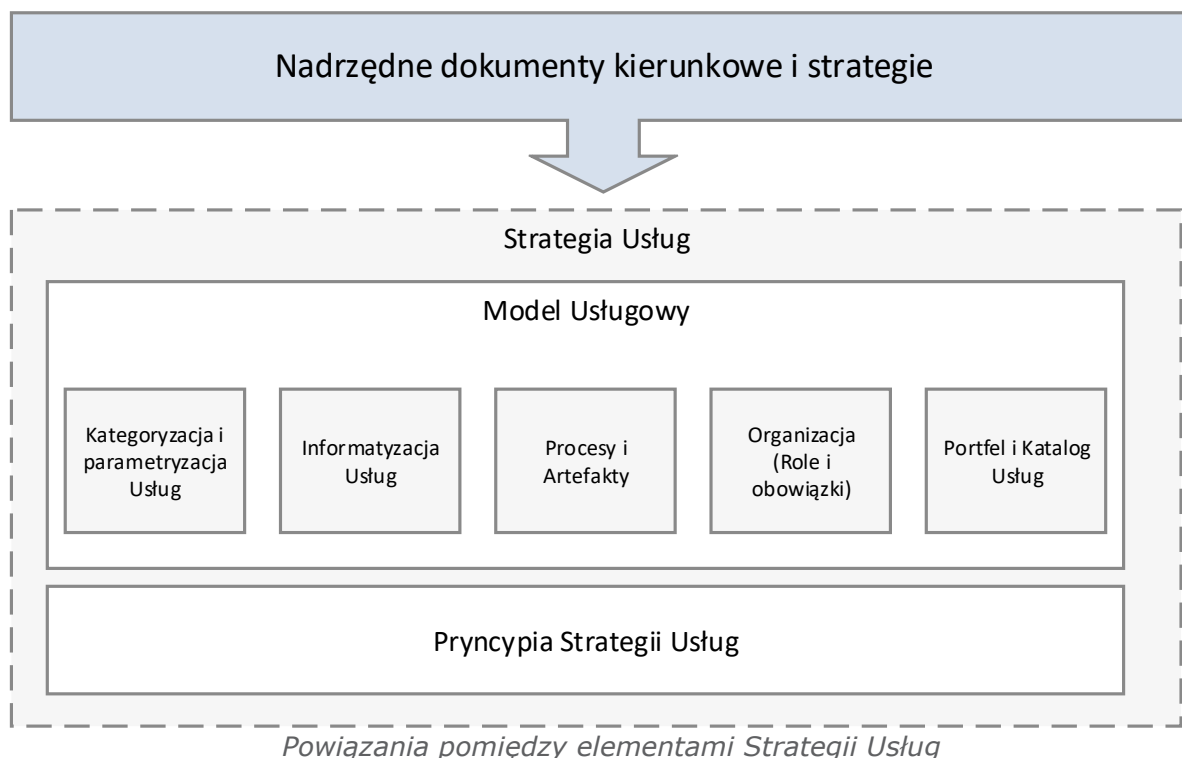 Nadrzędne dokumenty kierunkowe i strategie
Strategia Usług
Model Usługowy
Kategoryzacja i
parametryzacja
Usług
Informatyzacja
Usług
Procesy i
Artefakty
Organizacja
(Role i
obowiązki)
Portfel i Katalog
Usług
Pryncypia Strategii Usług
Powiązania pomiędzy elementami Strategii Usług